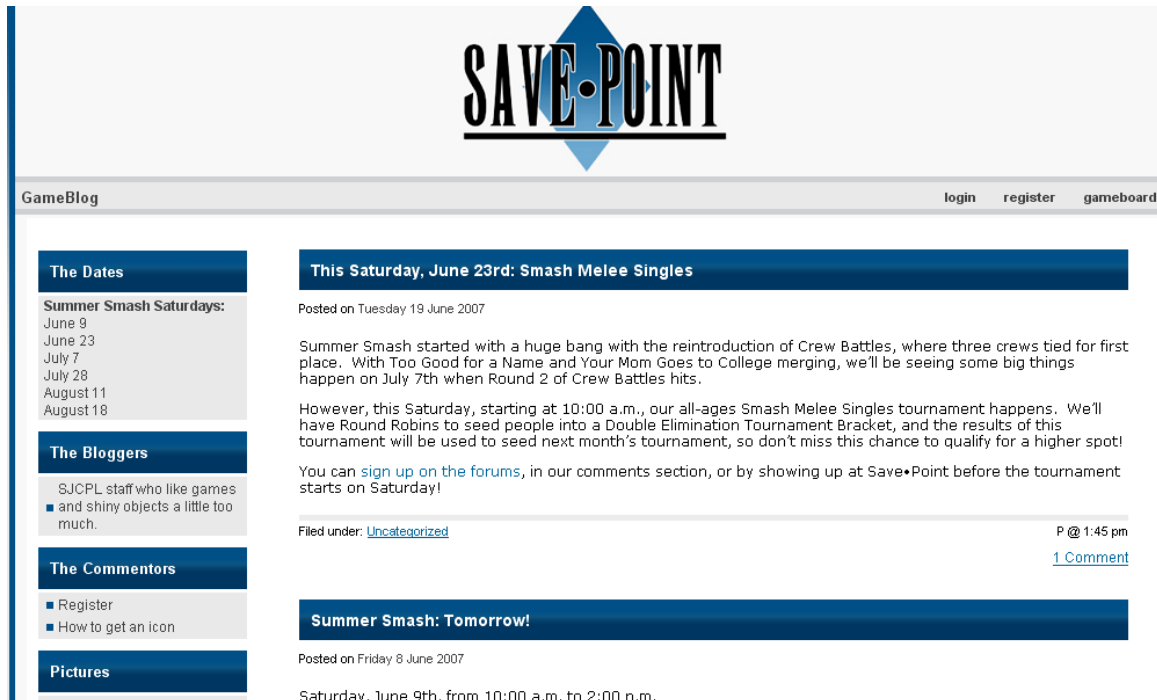 SAVE•POINT
GameBlog
login register gameboard
The Dates
Summer Smash Saturdays:
June 9
June 23
July 7
July 28
August 11
August 18
The Bloggers
SJCPL staff who like games
and shiny objects a little too
much.
The Commentors
Register
How to get an icon
Pictures
This Saturday, June 23rd: Smash Melee Singles
Posted on Tuesday 19 June 2007
Summer Smash started with a huge bang with the reintroduction of Crew Battles, where three crews tied for first
place. With Too Good for a Name and Your Mom Goes to College merging, we'll be seeing some big things
happen on July 7th when Round 2 of Crew Battles hits.
However, this Saturday, starting at 10:00 a.m., our all-ages Smash Melee Singles tournament happens. We'll
have Round Robins to seed people into a Double Elimination Tournament Bracket, and the results of this
tournament will be used to seed next month's tournament, so don't miss this chance to qualify for a higher spot!
You can sign up on the forums, in our comments section, or by showing up at Save•Point before the tournament
starts on Saturday!
Filed under: Uncategorized
P @ 1:45 pm
1 Comment
Summer Smash: Tomorrow!
Posted on Friday 8 June 2007
Saturday, June 9th, from 10:00 a.m. to 2:00 p.m.